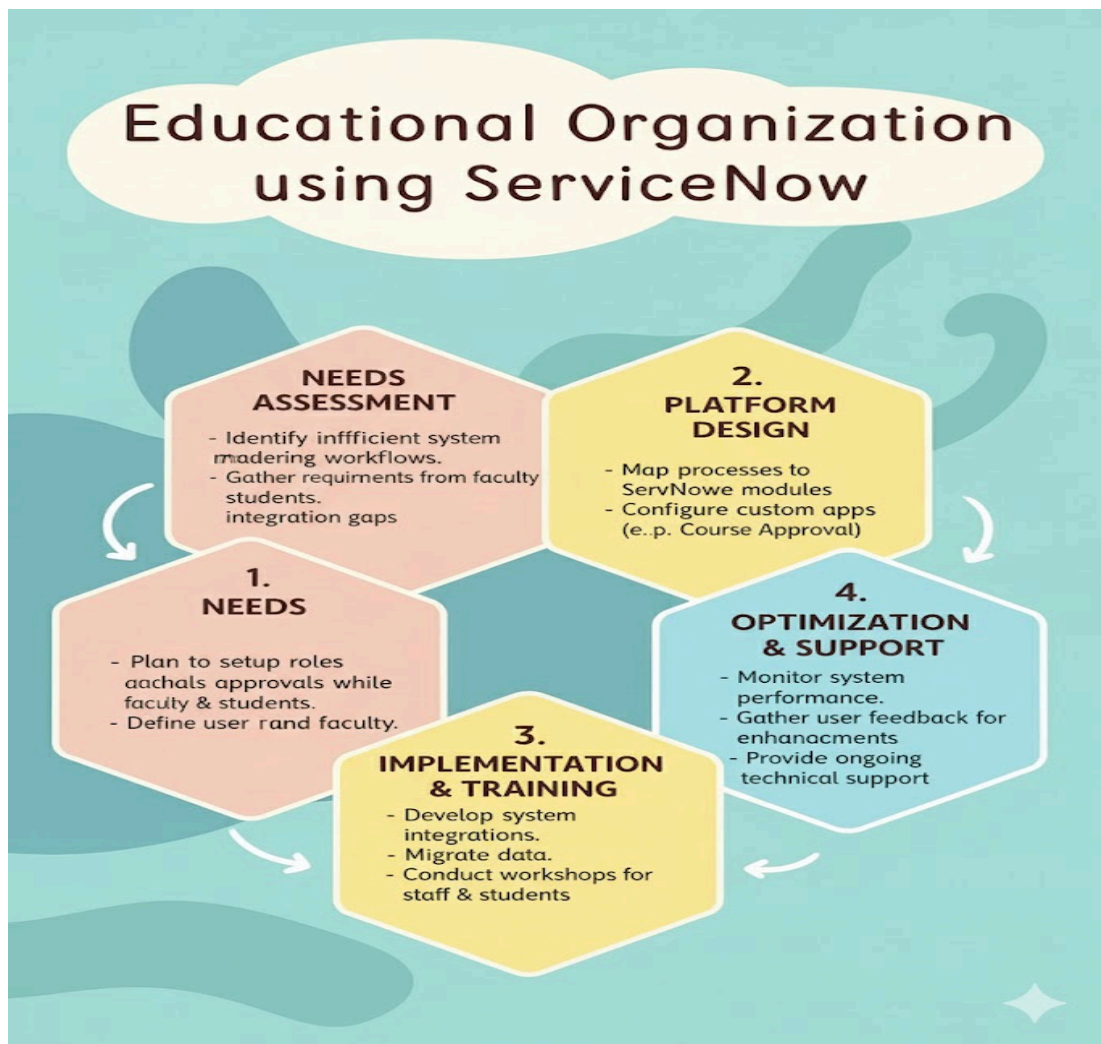 Educational Organization
using ServiceNow
NEEDS
ASSESSMENT
- Identify infffficient system
madering workflows.
- Gather requirments from faculty
students.
integration gaps
2.
PLATFORM
DESIGN
- Map processes to
ServNowe modules
- Configure custom apps
(e..p. Course Approval)
1.
NEEDS
- Plan to setup roles
aachals approvals while
faculty & students.
- Define user rand faculty.
4.
OPTIMIZATION
& SUPPORT
- Monitor system
performance.
- Gather user feedback for
enhanacments
- Provide ongoing
technical support
3.
IMPLEMENTATION
& TRAINING
- Develop system
integrations.
- Migrate data.
- Conduct workshops for
staff & students